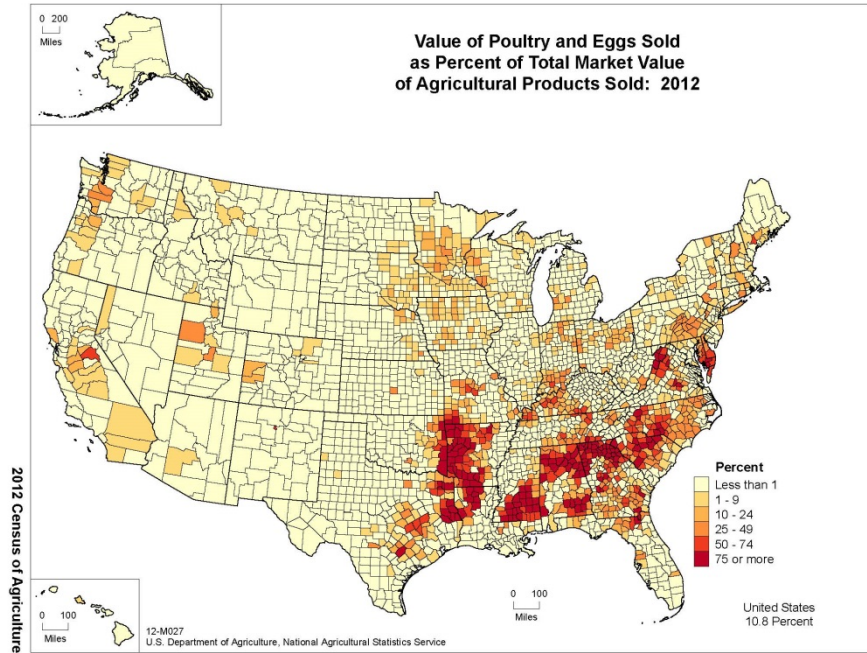 0 200
Miles
Value of Poultry and Eggs Sold
as Percent of Total Market Value
of Agricultural Products Sold: 2012
2012 Census of Agriculture
Percent
Less than 1
1 - 9
10 - 24
25 - 49
50 - 74
75 or more
0 100
Miles
0 100
Miles
United States
10.8 Percent
12-M027
U.S. Department of Agriculture, National Agricultural Statistics Service